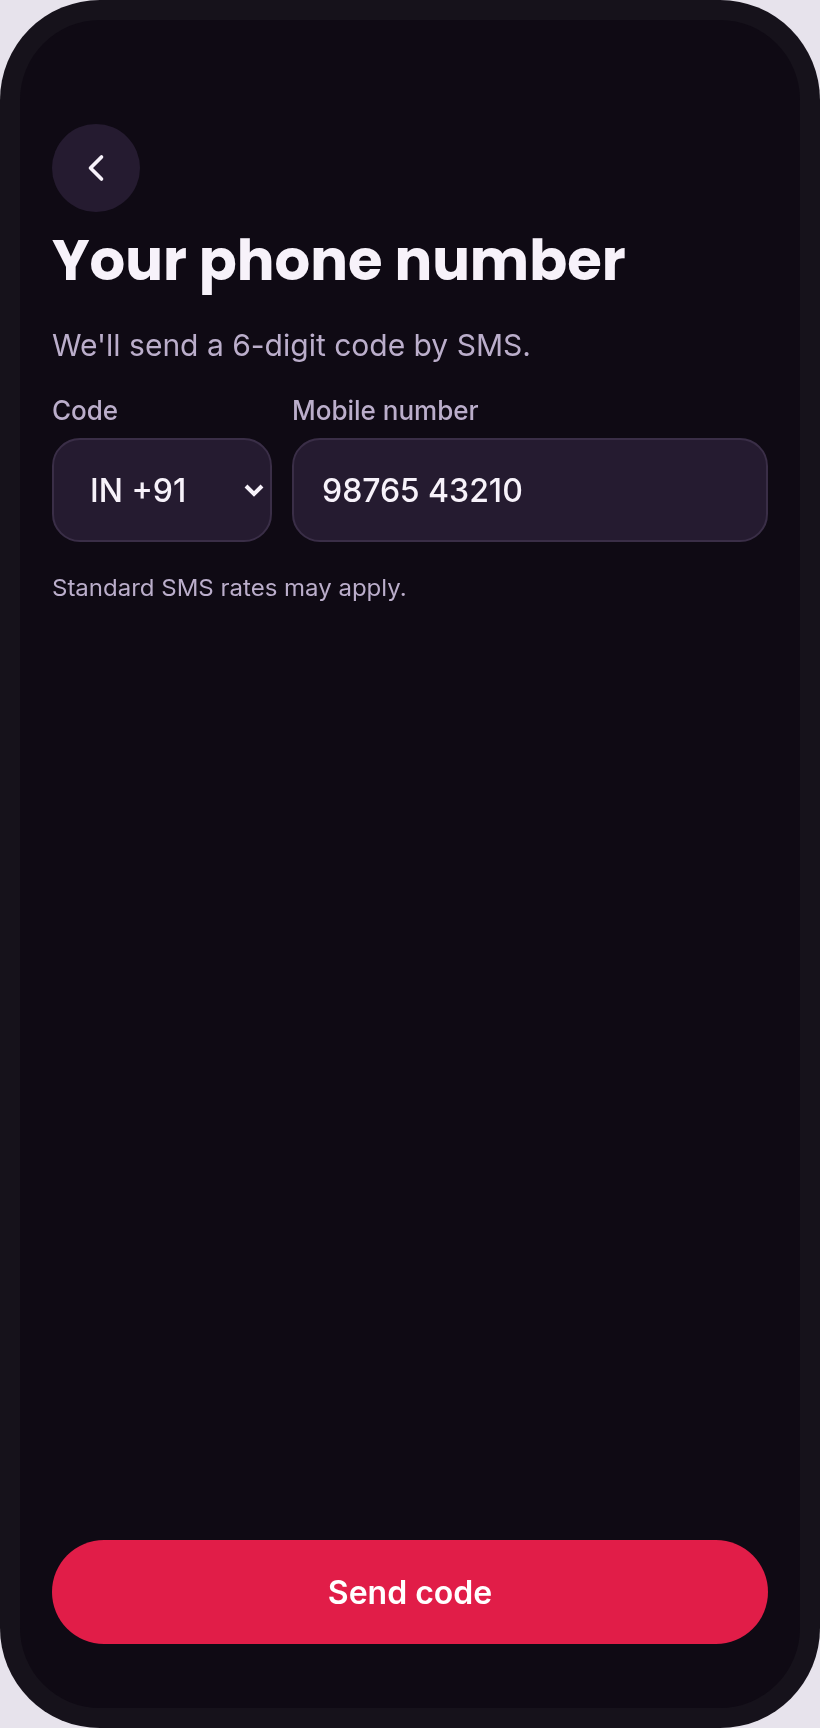 Your phone number
We'll send a 6-digit code by SMS.
Code Mobile number
IN +91 98765 43210
Standard SMS rates may apply.
Send code